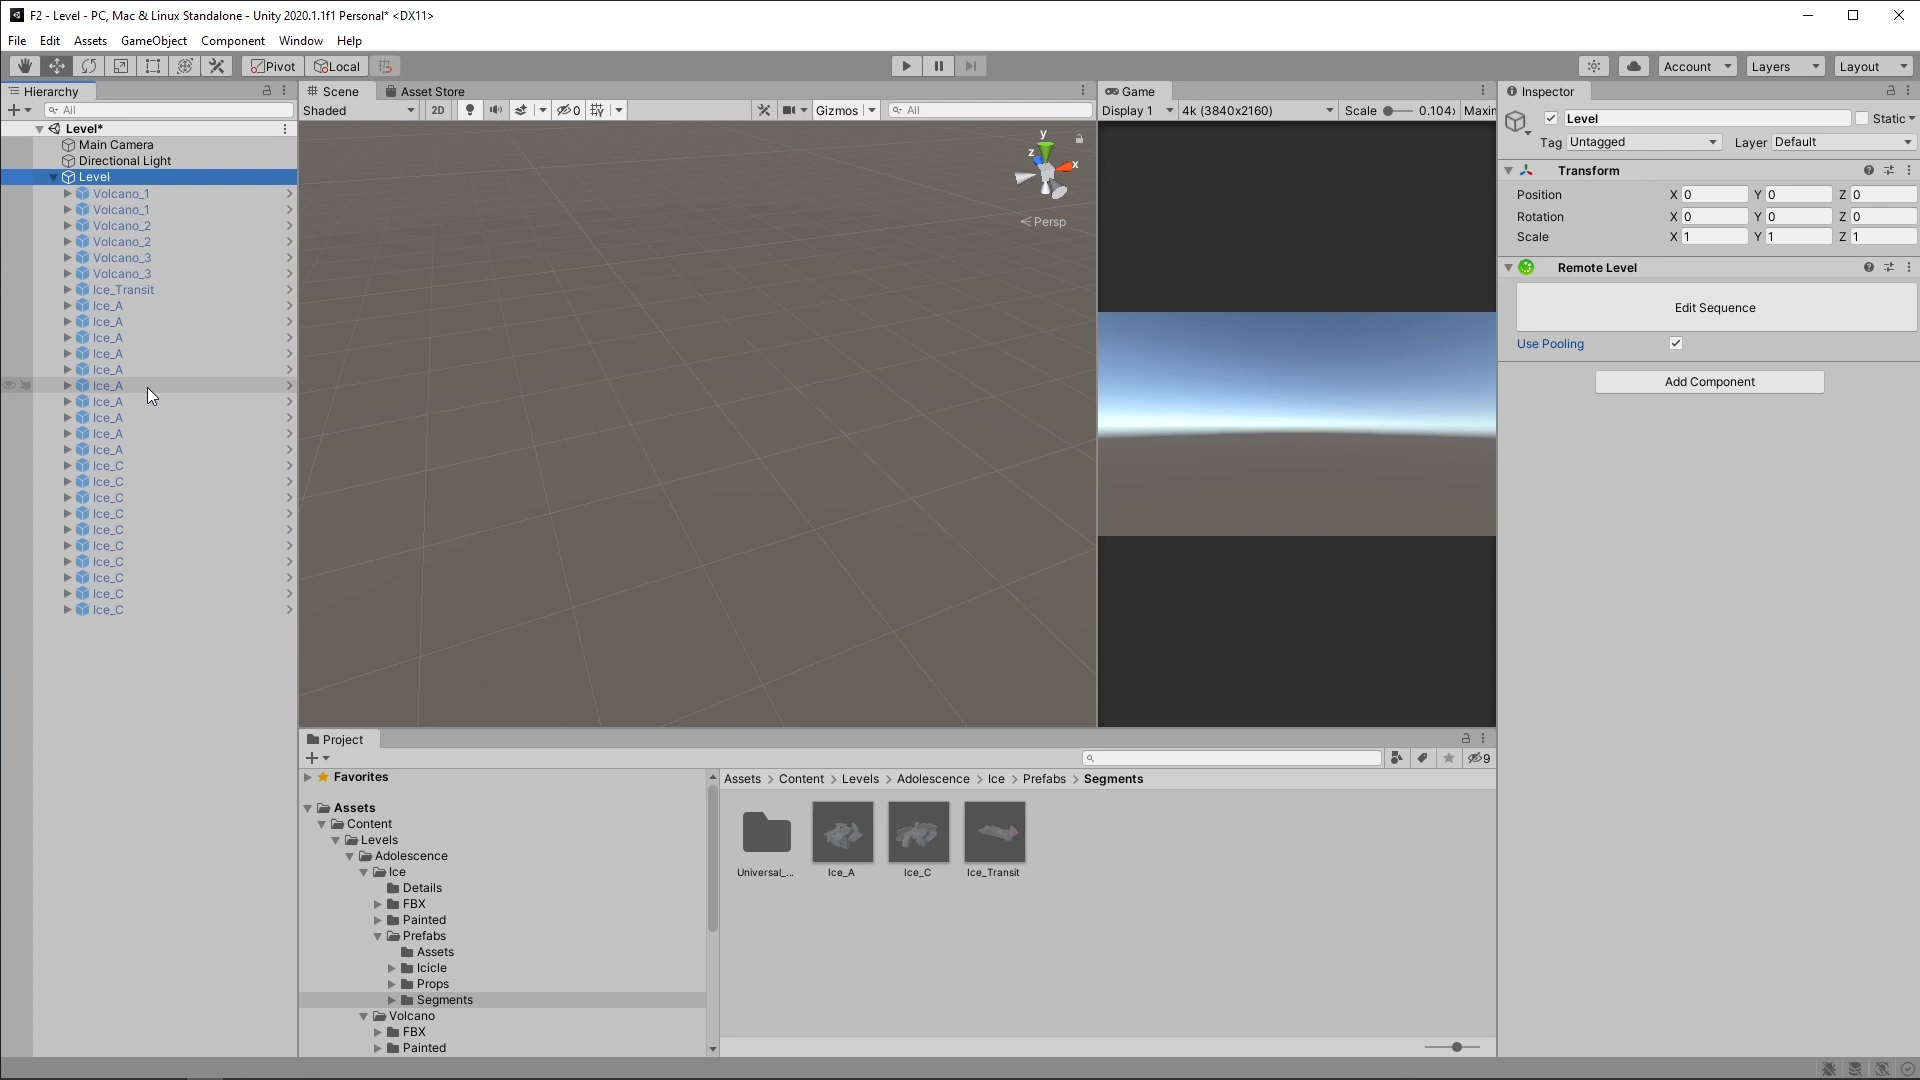 F2 - Level - PC, Mac & Linux Standalone - Unity 2020.1.1f1 Personal* <DX11>
File Edit Assets GameObject Component Window Help
Pivot Local Account Layers Layout
Hierarchy
All
Level*
Main Camera
Directional Light
Level
Volcano_1
Volcano_1
Volcano_2
Volcano_2
Volcano_3
Volcano_3
Ice_Transit
Ice_A
Ice_A
Ice_A
Ice_A
Ice_A
Ice_A
Ice_A
Ice_A
Ice_A
Ice_A
Ice_C
Ice_C
Ice_C
Ice_C
Ice_C
Ice_C
Ice_C
Ice_C
Ice_C
Ice_C
Scene Asset Store
Shaded 2D 0 Gizmos All
y
z x
Persp
Game
Display 1 4k (3840x2160) Scale 0.104x Maxin
Project
9
Favorites
Assets
Content
Levels
Adolescence
Ice
Details
FBX
Painted
Prefabs
Assets
Icicle
Props
Segments
Volcano
FBX
Painted
Assets > Content > Levels > Adolescence > Ice > Prefabs > Segments
Universal_... Ice_A Ice_C Ice_Transit
Inspector
Level Static
Tag Untagged Layer Default
Transform
Position X 0 Y 0 Z 0
Rotation X 0 Y 0 Z 0
Scale X 1 Y 1 Z 1
Remote Level
Edit Sequence
Use Pooling
Add Component